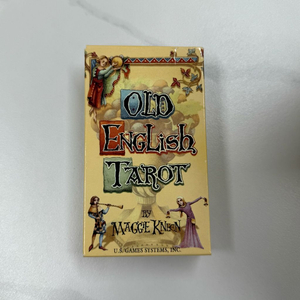 OLD
ENGLISH
TAROT
BY
MAGGIE KNEEN
U.S. GAMES SYSTEMS, INC.